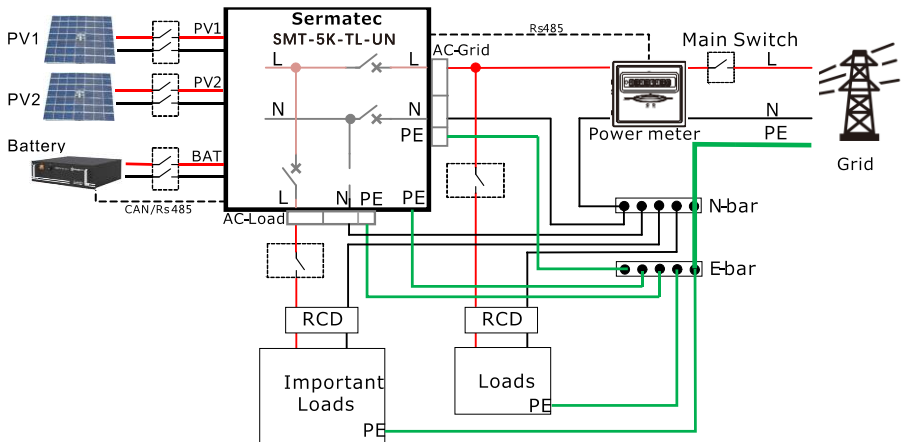 Sermatec
SMT-5K-TL-UN
PV1
PV1
PV2
PV2
Battery
BAT
CAN/Rs485
L
L
N
N
PE
L
N
PE
PE
AC-Grid
AC-Load
Rs485
Main Switch
L
N
PE
Power meter
Grid
N-bar
E-bar
RCD
RCD
Important
Loads
PE
Loads
PE